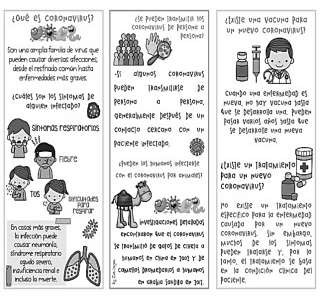 ¿Qué es coronavirus?
Son una amplia familia de virus que
pueden causar diversas afecciones,
desde el resfriado común hasta
enfermedades más graves.
¿Cuáles son los síntomas de
alguien infectado?
Síntomas respiratorios
Fiebre
Tos
Dificultades
para
respirar
En casos más graves,
la infección puede
causar neumonía,
síndrome respiratorio
agudo severo,
insuficiencia renal e
incluso la muerte.
¿Se pueden transmitir los
coronavirus de persona a
persona?
-Sí algunos coronavirus
pueden transmitirse de
persona a persona,
generalmente después de un
contacto cercano con un
paciente infectado.
¿Pueden los humanos infectarse
con el coronavirus por animales?
Investigaciones detalladas
encontraron que el coronavirus
se transmitió de gatos de civeta a
humanos en China en 2002 y de
camellos dromedarios a humanos
en Arabia Saudita en 2012.
¿Existe una vacuna para
un nuevo coronavirus?
Cuando una enfermedad es
nueva, no hay vacuna hasta
que se desarrolla una. Pueden
pasar varios años hasta que
se desarrolle una nueva
vacuna.
¿Existe un tratamiento
para un nuevo
coronavirus?
No existe un tratamiento
específico para la enfermedad
causada por un nuevo
coronavirus. Sin embargo,
muchos de los síntomas
pueden tratarse y, por lo
tanto, el tratamiento se basa
en la condición clínica del
paciente.